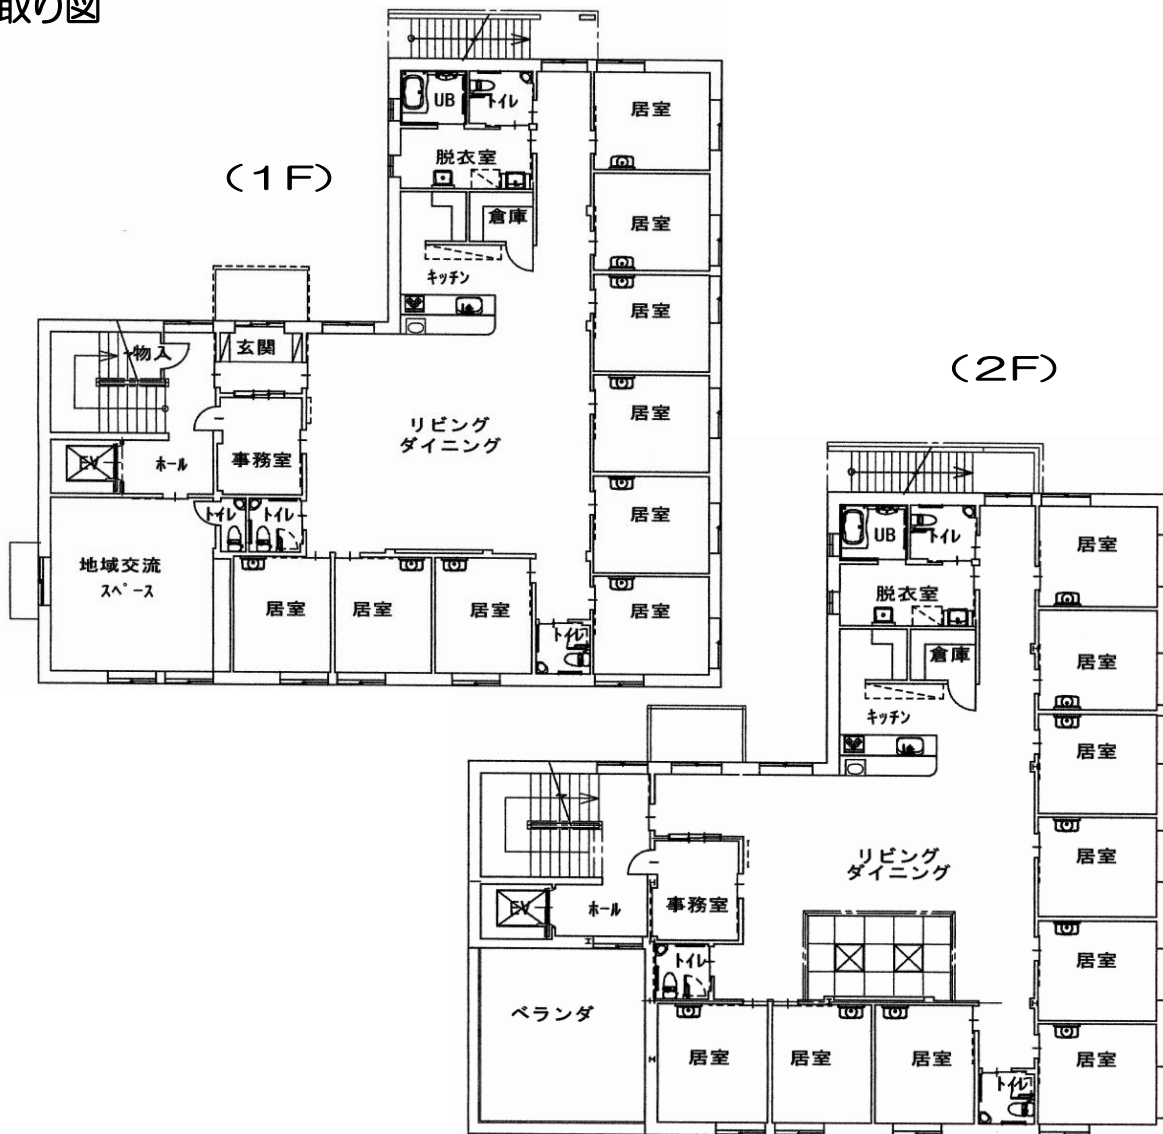 取り図
（1F）
UB
トイレ
居室
脱衣室
倉庫
居室
キッチン
居室
物入
玄関
居室
リビング
ダイニング
EV
ホール
事務室
トイレ
トイレ
居室
地域交流
スペース
居室
居室
居室
居室
トイレ
（2F）
UB
トイレ
居室
脱衣室
倉庫
居室
キッチン
居室
リビング
ダイニング
居室
EV
ホール
事務室
トイレ
居室
ベランダ
居室
居室
居室
居室
トイレ